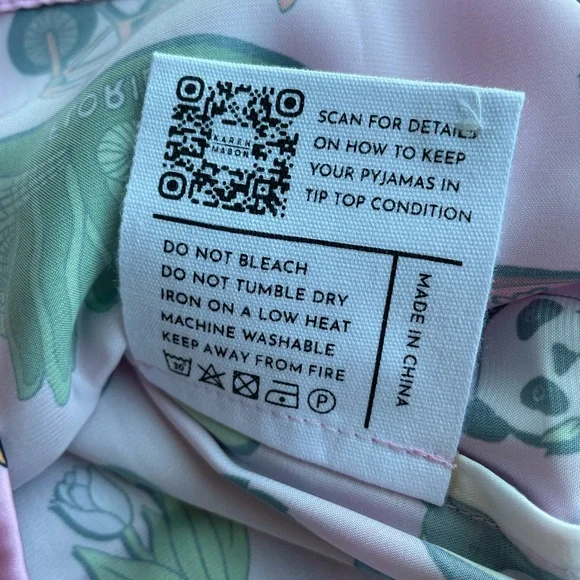 KAREN
MABON
SCAN FOR DETAILS
ON HOW TO KEEP
YOUR PYJAMAS IN
TIP TOP CONDITION
DO NOT BLEACH
DO NOT TUMBLE DRY
IRON ON A LOW HEAT
MACHINE WASHABLE
KEEP AWAY FROM FIRE
30 P
MADE IN CHINA